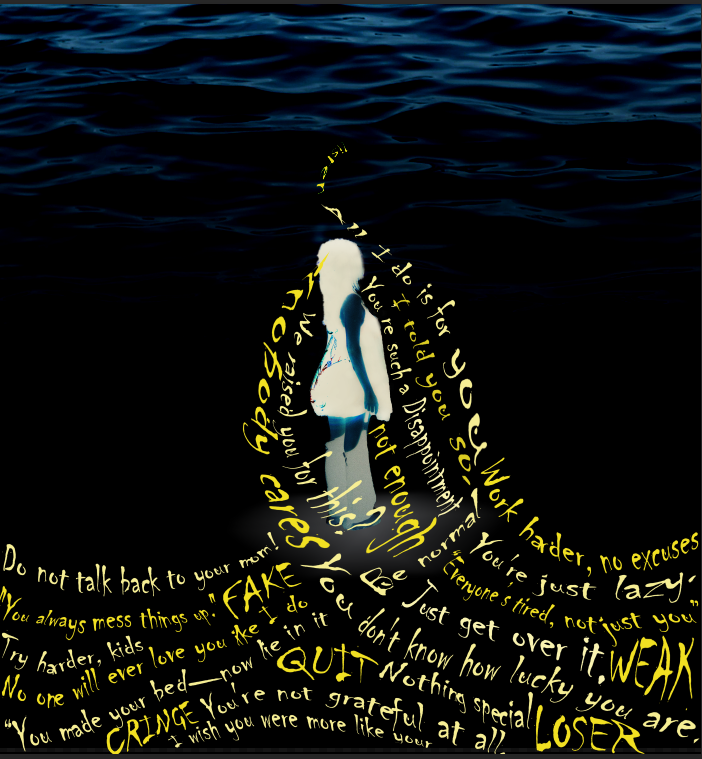 listen
All I do is for you
I told you so.
You're such a Disappointment
not enough
nobody cares
We raised you for this?
Work harder, no excuses
Be normal
You're just lazy.
"Everyone's tired, not just you"
Just get over it.
WEAK
You don't know how lucky you are.
Do not talk back to your mom!
"You always mess things up."
FAKE
Try harder, kids
No one will ever love you like I do
You made your bed—now lie in it
QUIT
Nothing special
LOSER
CRINGE
You're not grateful at all.
"You
I wish you were more like your